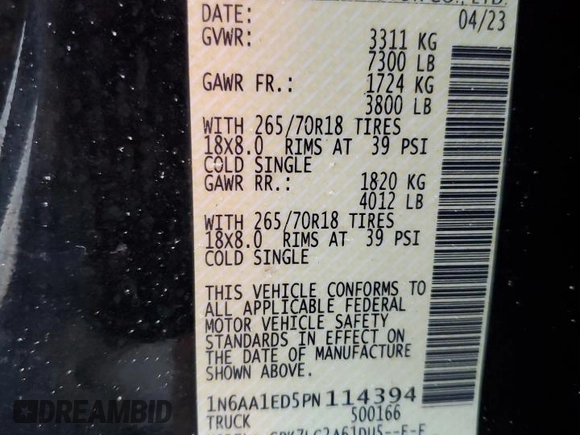 CO., LTD.
DATE: 04/23
GVWR: 3311 KG
7300 LB
GAWR FR.: 1724 KG
3800 LB
WITH 265/70R18 TIRES
18X8.0 RIMS AT 39 PSI
COLD SINGLE
GAWR RR.: 1820 KG
4012 LB
WITH 265/70R18 TIRES
18X8.0 RIMS AT 39 PSI
COLD SINGLE
THIS VEHICLE CONFORMS TO
ALL APPLICABLE FEDERAL
MOTOR VEHICLE SAFETY
STANDARDS IN EFFECT ON
THE DATE OF MANUFACTURE
SHOWN ABOVE.
1N6AA1ED5PN114394
TRUCK 500166
DREAMBID